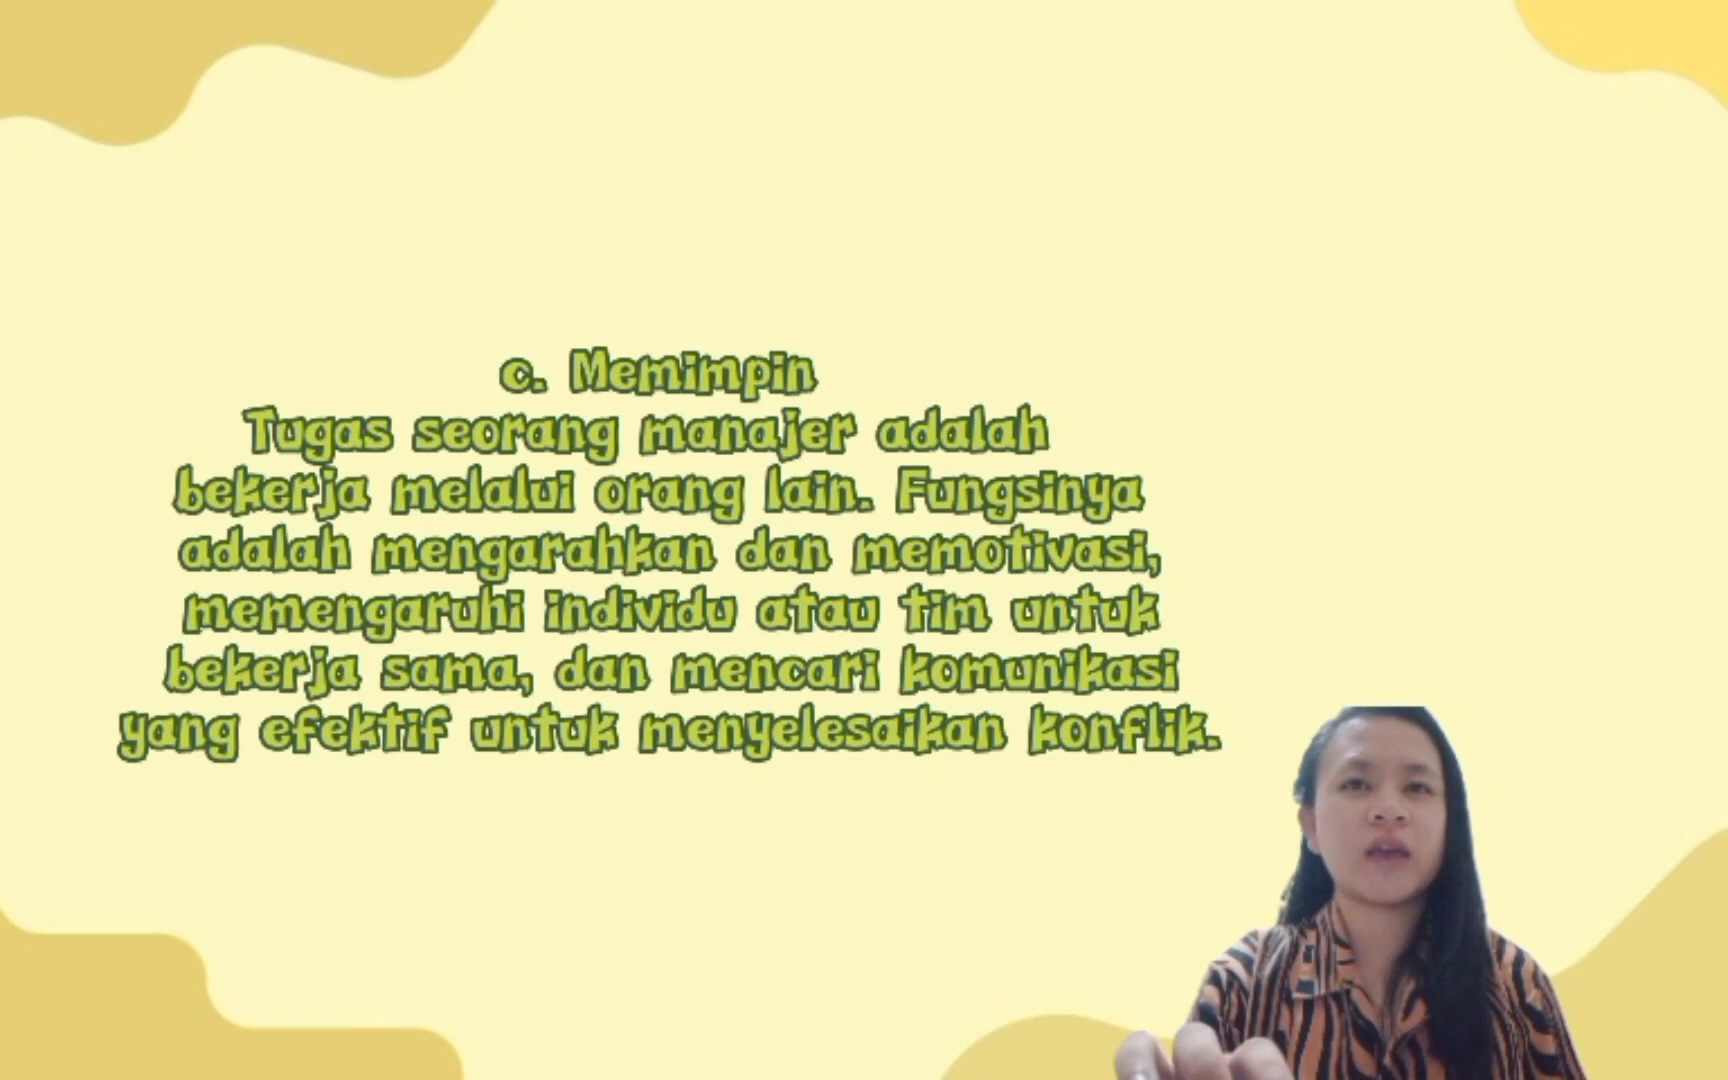 c. Memimpin
Tugas seorang manajer adalah
bekerja melalui orang lain. Fungsinya
adalah mengarahkan dan memotivasi,
memengaruhi individu atau tim untuk
bekerja sama, dan mencari komunikasi
yang efektif untuk menyelesaikan konflik.